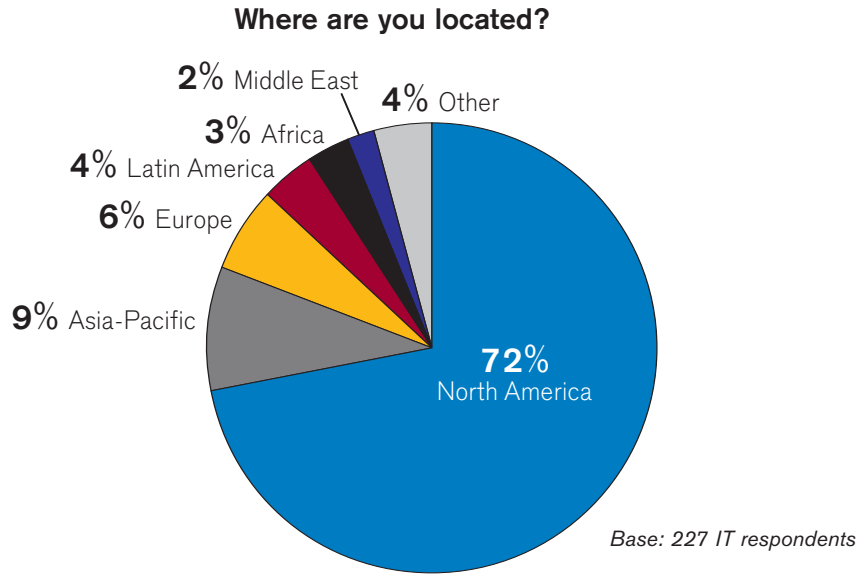 Where are you located?
2% Middle East
4% Other
3% Africa
4% Latin America
6% Europe
9% Asia-Pacific
72%
North America
Base: 227 IT respondents